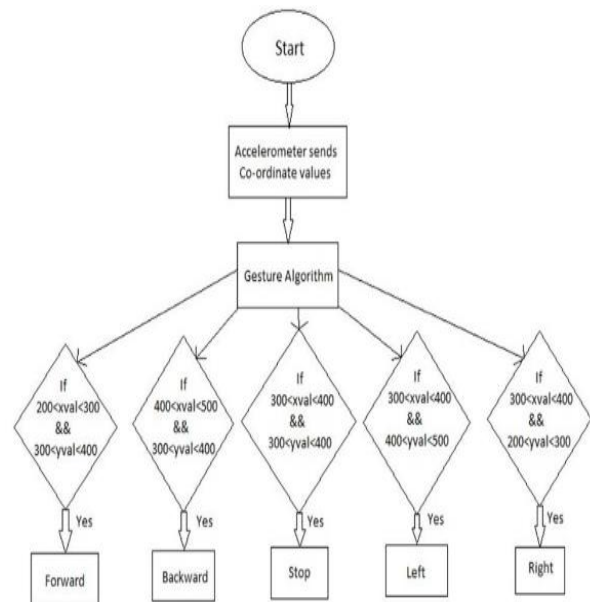 Start
Accelerometer sends
Co-ordinate values
Gesture Algorithm
If
200<xval<300
&&
300<yval<400
If
400<xval<500
&&
300<yval<400
If
300<xval<400
&&
300<yval<400
If
300<xval<400
&&
400<yval<500
If
300<xval<400
&&
200<yval<300
Yes
Yes
Yes
Yes
Yes
Forward
Backward
Stop
Left
Right